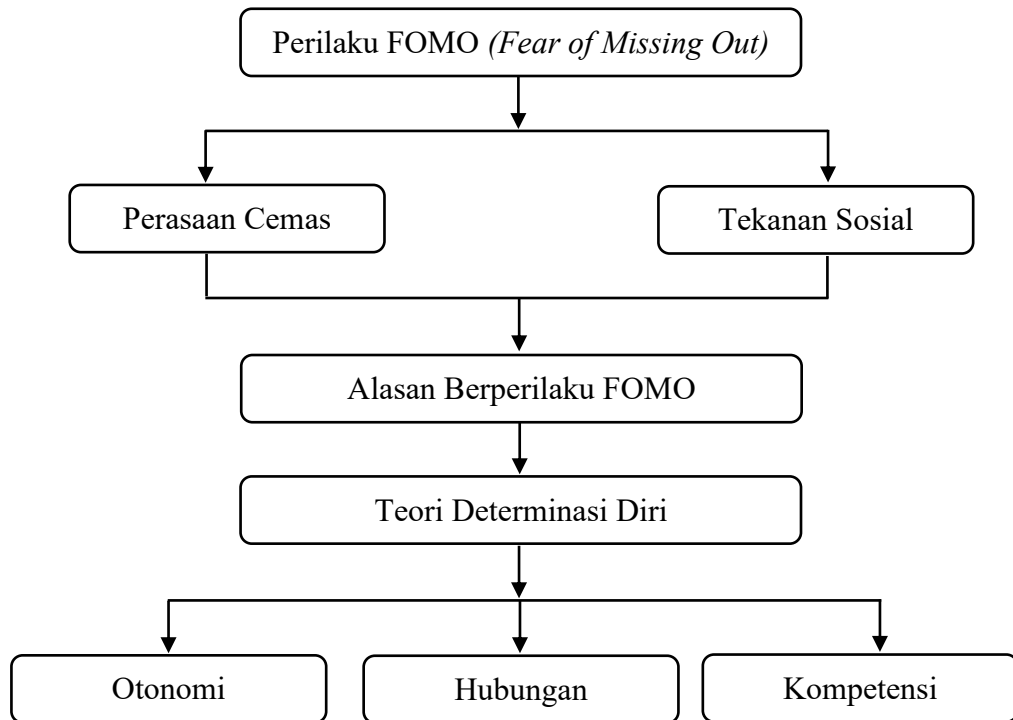 Perilaku FOMO (Fear of Missing Out)
Perasaan Cemas
Tekanan Sosial
Alasan Berperilaku FOMO
Teori Determinasi Diri
Otonomi
Hubungan
Kompetensi